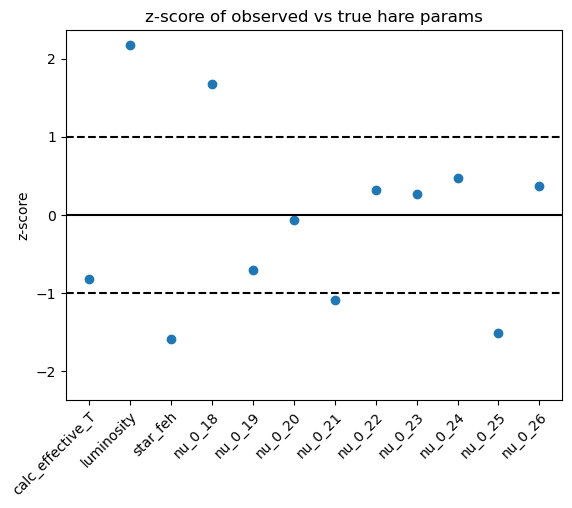 z-score of observed vs true hare params
z-score
2
1
0
−1
−2
calc_effective_T
luminosity
star_feh
nu_0_18
nu_0_19
nu_0_20
nu_0_21
nu_0_22
nu_0_23
nu_0_24
nu_0_25
nu_0_26